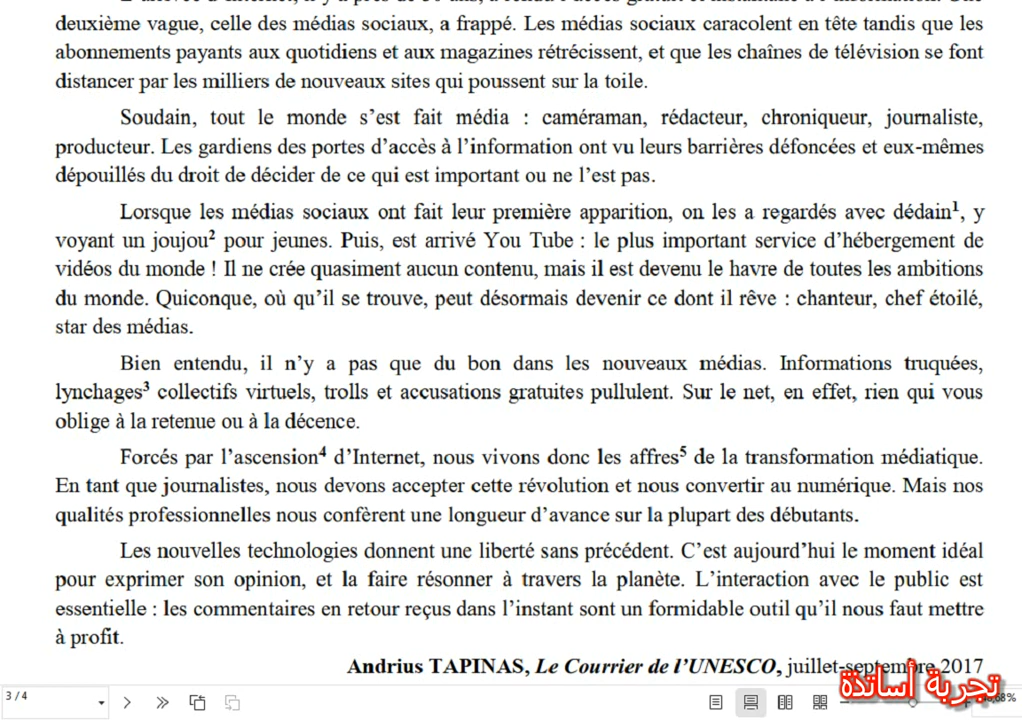 deuxième vague, celle des médias sociaux, a frappé. Les médias sociaux caracolent en tête tandis que les
abonnements payants aux quotidiens et aux magazines rétrécissent, et que les chaînes de télévision se font
distancer par les milliers de nouveaux sites qui poussent sur la toile.
Soudain, tout le monde s’est fait média : caméraman, rédacteur, chroniqueur, journaliste,
producteur. Les gardiens des portes d’accès à l’information ont vu leurs barrières défoncées et eux-mêmes
dépouillés du droit de décider de ce qui est important ou ne l’est pas.
Lorsque les médias sociaux ont fait leur première apparition, on les a regardés avec dédain¹, y
voyant un joujou² pour jeunes. Puis, est arrivé You Tube : le plus important service d’hébergement de
vidéos du monde ! Il ne crée quasiment aucun contenu, mais il est devenu le havre de toutes les ambitions
du monde. Quiconque, où qu’il se trouve, peut désormais devenir ce dont il rêve : chanteur, chef étoilé,
star des médias.
Bien entendu, il n’y a pas que du bon dans les nouveaux médias. Informations truquées,
lynchages³ collectifs virtuels, trolls et accusations gratuites pullulent. Sur le net, en effet, rien qui vous
oblige à la retenue ou à la décence.
Forcés par l’ascension⁴ d’Internet, nous vivons donc les affres⁵ de la transformation médiatique.
En tant que journalistes, nous devons accepter cette révolution et nous convertir au numérique. Mais nos
qualités professionnelles nous confèrent une longueur d’avance sur la plupart des débutants.
Les nouvelles technologies donnent une liberté sans précédent. C’est aujourd’hui le moment idéal
pour exprimer son opinion, et la faire résonner à travers la planète. L’interaction avec le public est
essentielle : les commentaires en retour reçus dans l’instant sont un formidable outil qu’il nous faut mettre
à profit.
Andrius TAPINAS, Le Courrier de l’UNESCO, juillet-septembre 2017
تجربة أساتذة
3 / 4